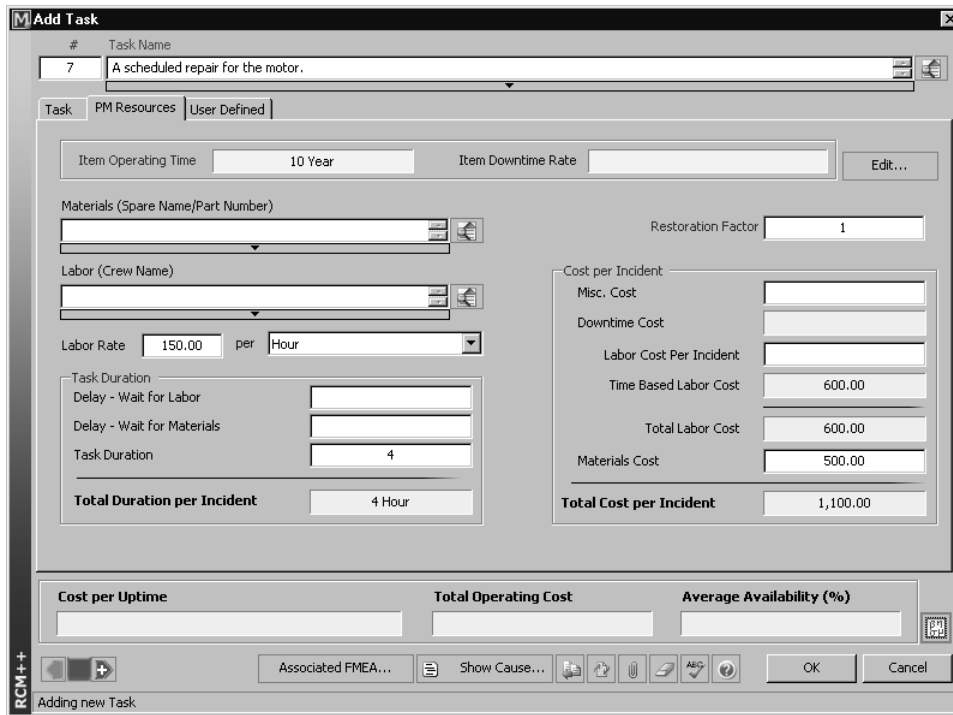 M Add Task
# Task Name
7 A scheduled repair for the motor.
Task PM Resources User Defined
Item Operating Time 10 Year Item Downtime Rate Edit...
Materials (Spare Name/Part Number)
Restoration Factor 1
Labor (Crew Name)
Cost per Incident
Misc. Cost
Downtime Cost
Labor Rate 150.00 per Hour
Labor Cost Per Incident
Task Duration
Time Based Labor Cost 600.00
Delay - Wait for Labor
Delay - Wait for Materials
Total Labor Cost 600.00
Task Duration 4
Materials Cost 500.00
Total Duration per Incident 4 Hour
Total Cost per Incident 1,100.00
Cost per Uptime Total Operating Cost Average Availability (%)
RCM++
Associated FMEA... Show Cause... ABC OK Cancel
Adding new Task